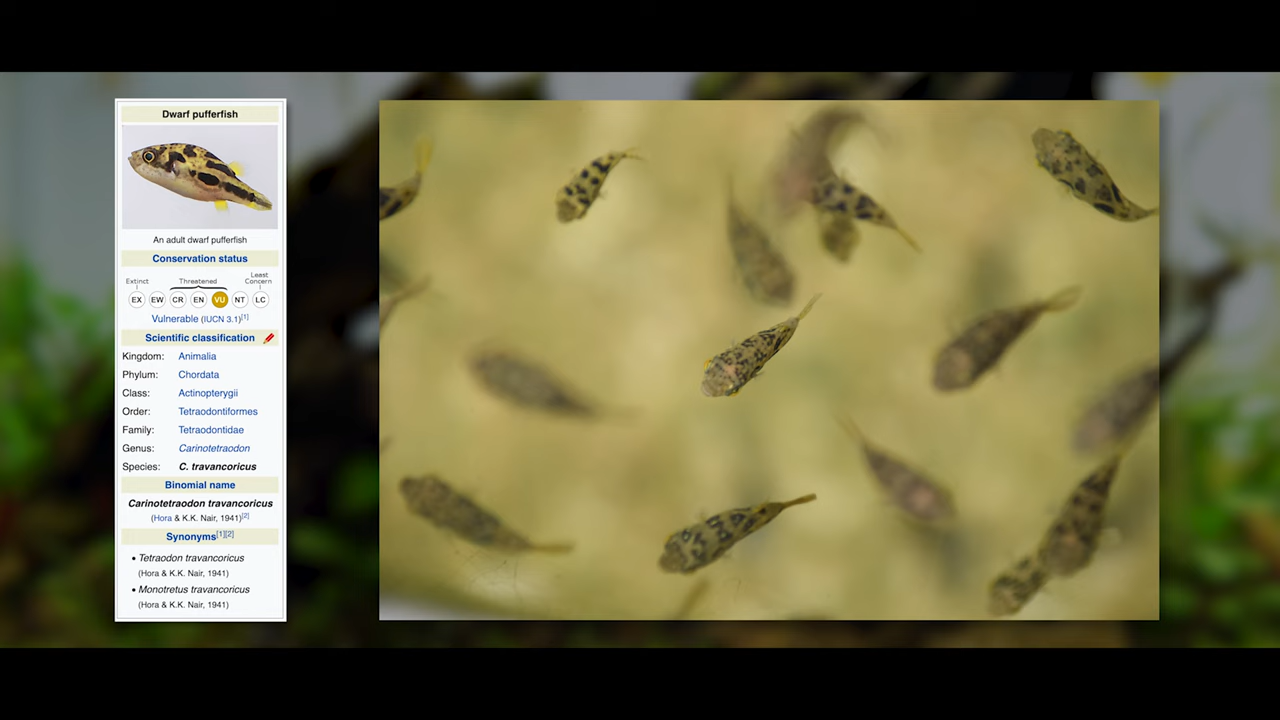 Dwarf pufferfish
An adult dwarf pufferfish
Conservation status
Extinct
Threatened
Least
Concern
EX EW CR EN VU NT LC
Vulnerable (IUCN 3.1)[1]
Scientific classification
Kingdom: Animalia
Phylum: Chordata
Class: Actinopterygii
Order: Tetraodontiformes
Family: Tetraodontidae
Genus: Carinotetraodon
Species: C. travancoricus
Binomial name
Carinotetraodon travancoricus
(Hora & K.K. Nair, 1941)[2]
Synonyms[1][2]
• Tetraodon travancoricus
(Hora & K.K. Nair, 1941)
• Monotretus travancoricus
(Hora & K.K. Nair, 1941)